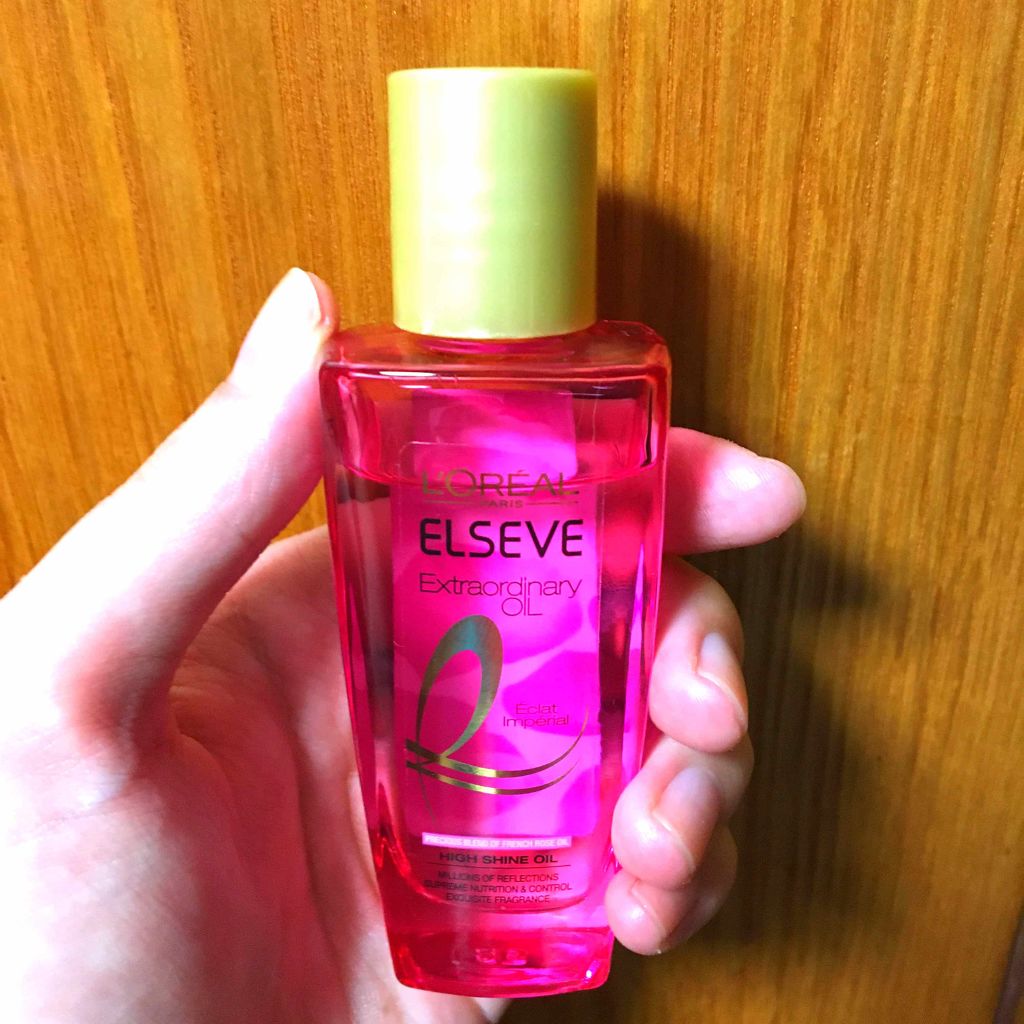 L'ORÉAL
PARIS
ELSEVE
Extraordinary
OIL
Éclat
Impérial
PRECIOUS BLEND OF FRENCH ROSE OIL
HIGH SHINE OIL
MILLIONS OF REFLECTIONS
SUPREME NUTRITION & CONTROL
EXQUISITE FRAGRANCE